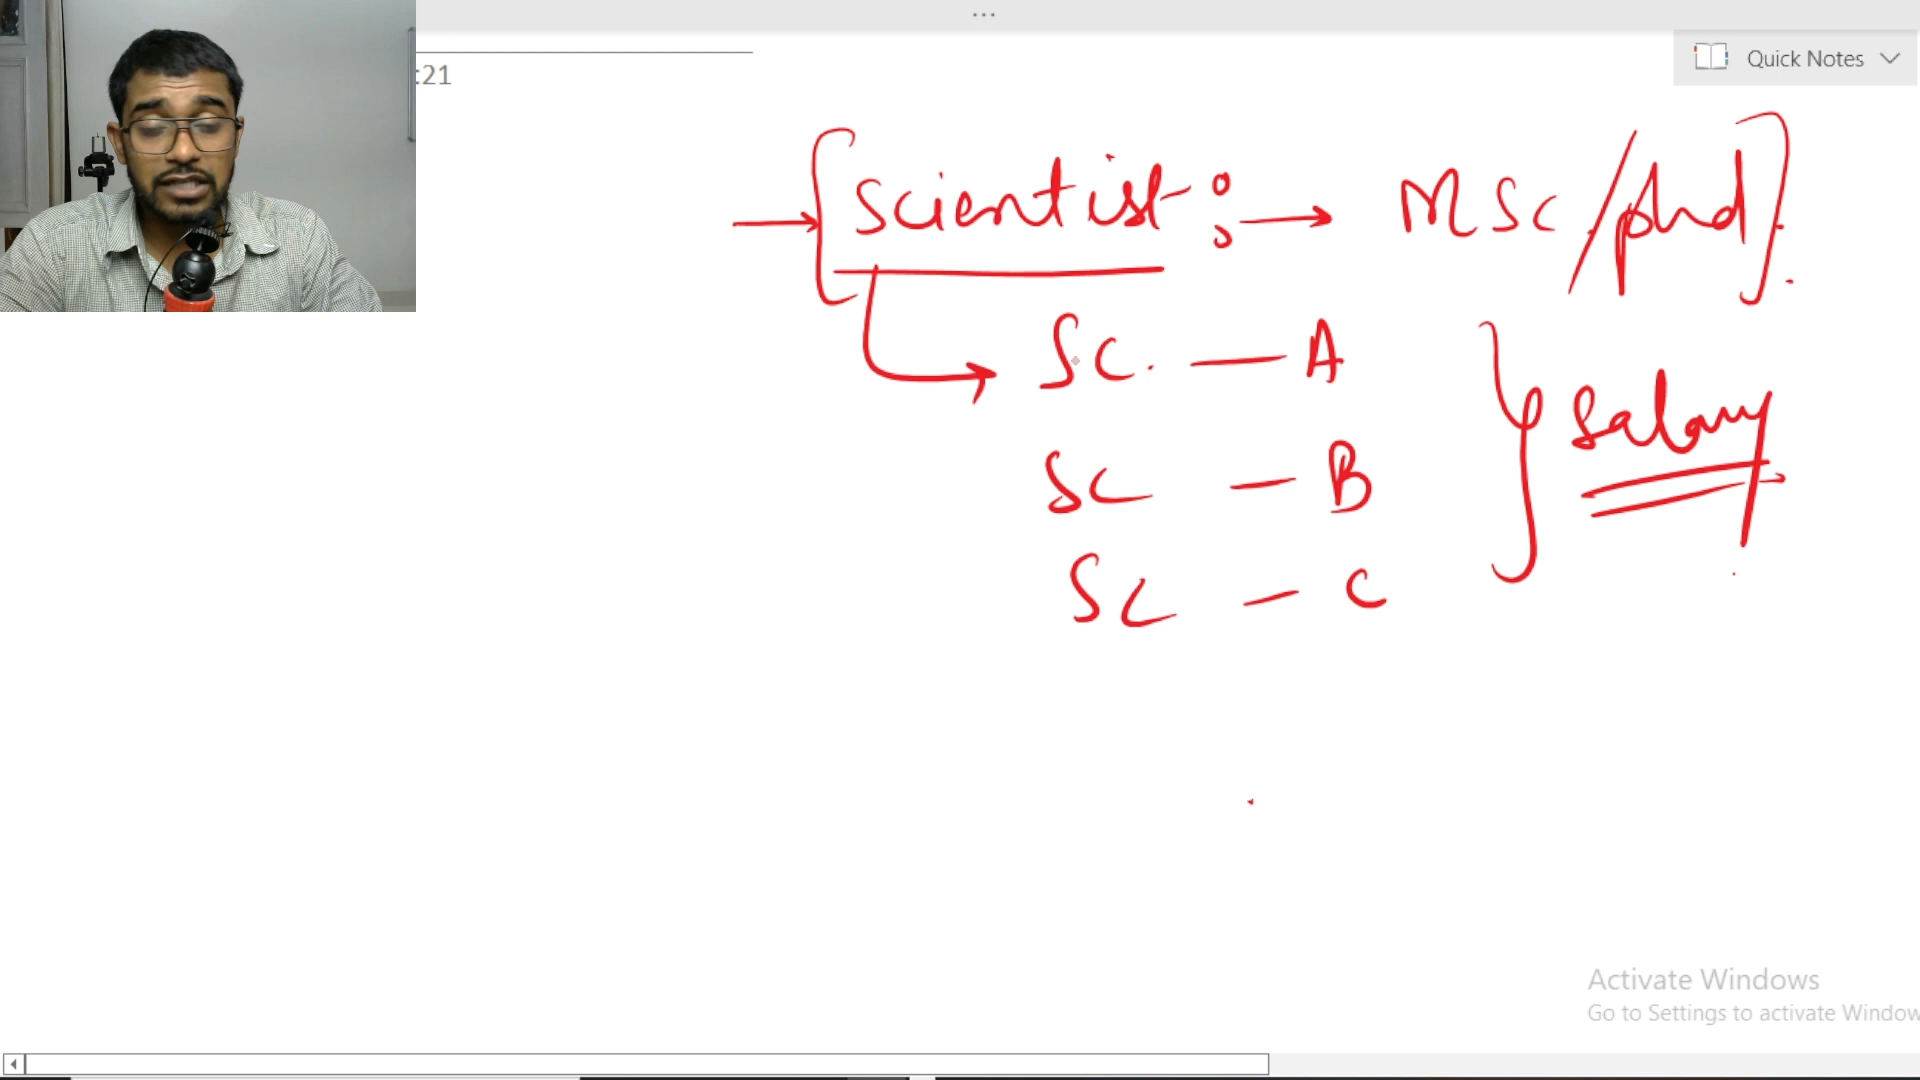 ...
:21
Quick Notes
→ [scientist : → MSc/phd].
Sc. — A
Sc — B
Sc — C
} Salary
Activate Windows
Go to Settings to activate Window